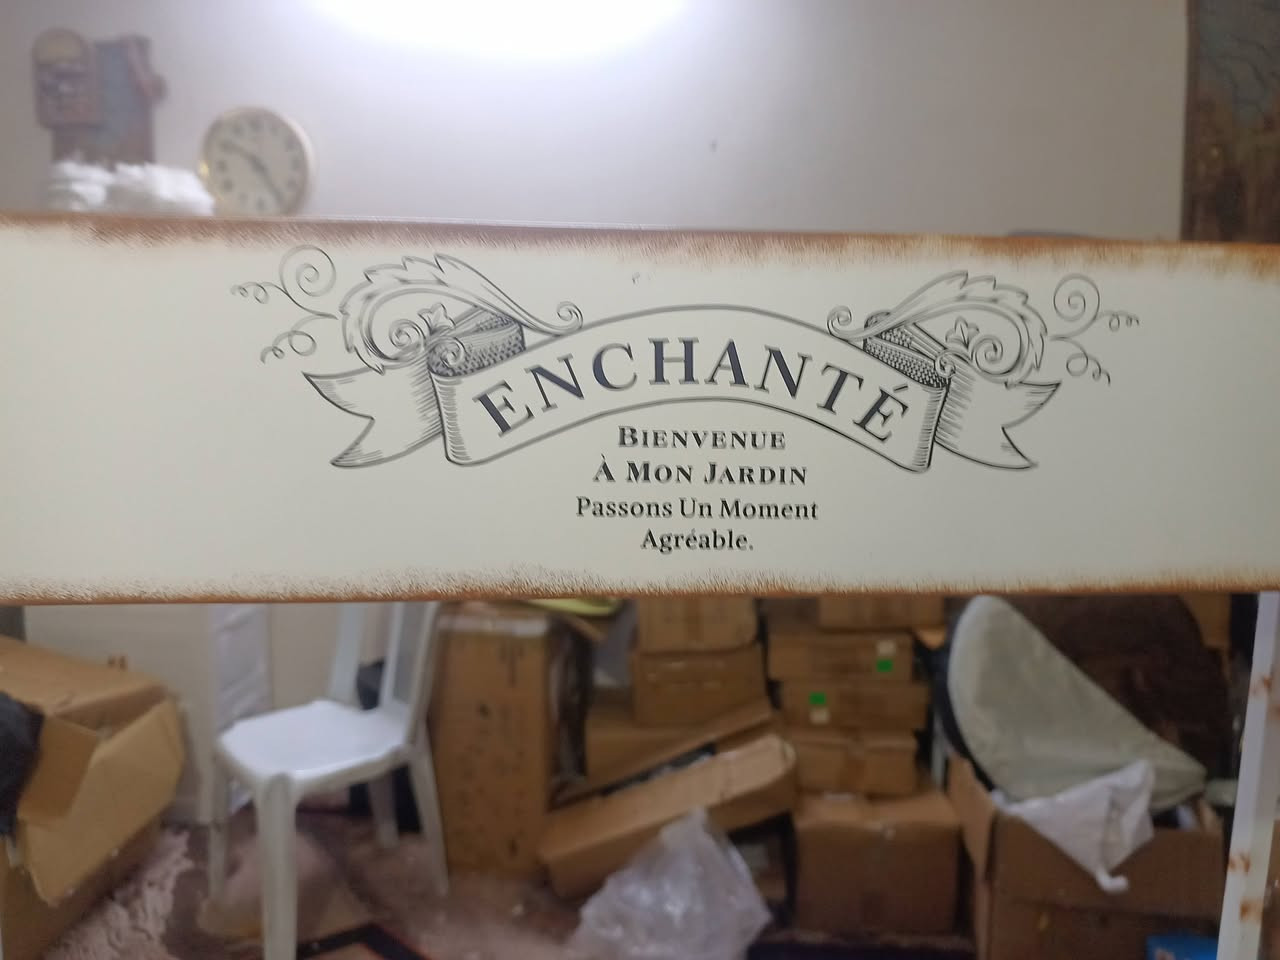 ENCHANTÉ
BIENVENUE
À MON JARDIN
Passons Un Moment
Agréable.